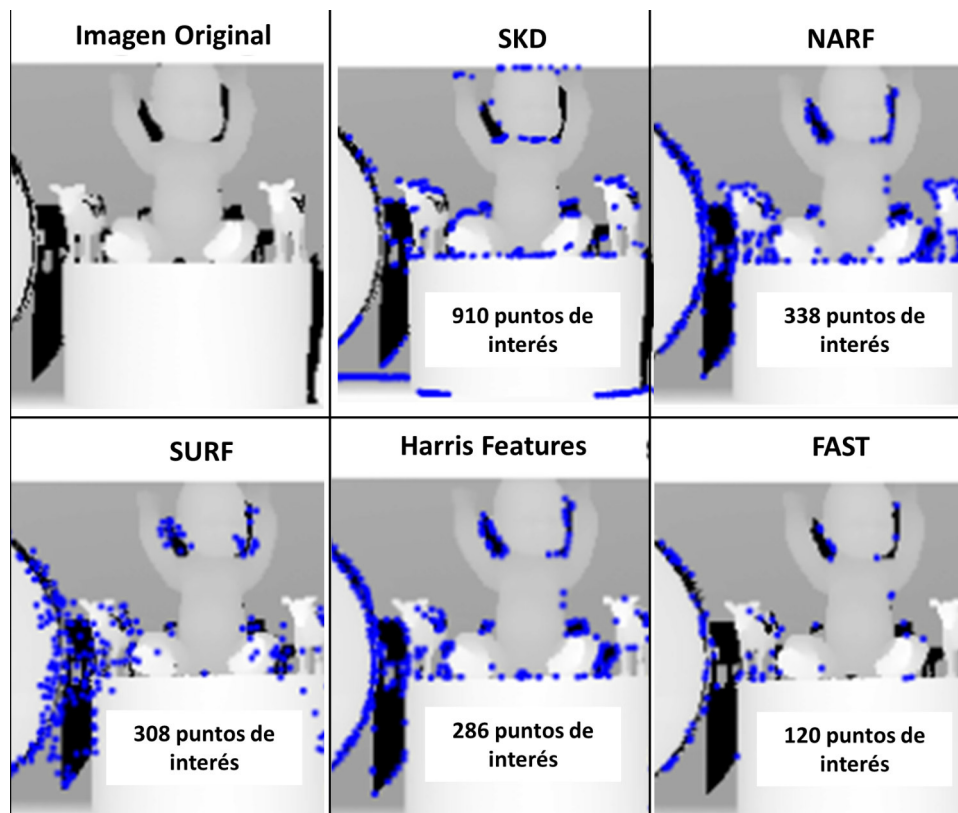 Imagen Original
SKD
NARF
910 puntos de
interés
338 puntos de
interés
SURF
Harris Features
FAST
308 puntos de
interés
286 puntos de
interés
120 puntos de
interés